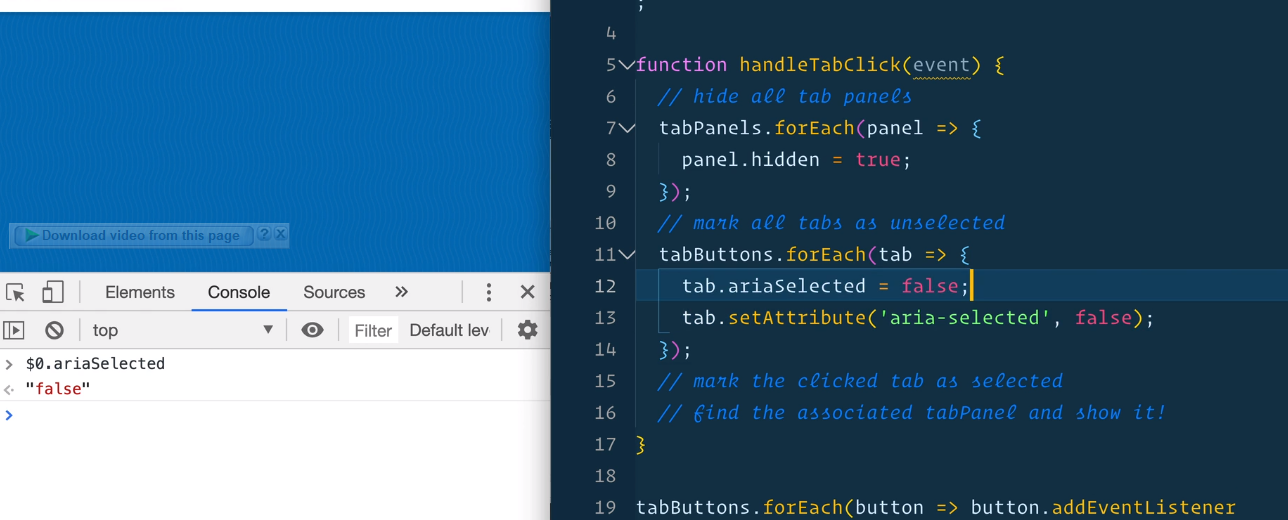 Download video from this page ? X
Elements Console Sources »
top Filter Default lev
> $0.ariaSelected
"false"
>
;
4
5 function handleTabClick(event) {
6 // hide all tab panels
7 tabPanels.forEach(panel => {
8 panel.hidden = true;
9 });
10 // mark all tabs as unselected
11 tabButtons.forEach(tab => {
12 tab.ariaSelected = false;
13 tab.setAttribute('aria-selected', false);
14 });
15 // mark the clicked tab as selected
16 // find the associated tabPanel and show it!
17 }
18
19 tabButtons.forEach(button => button.addEventListener